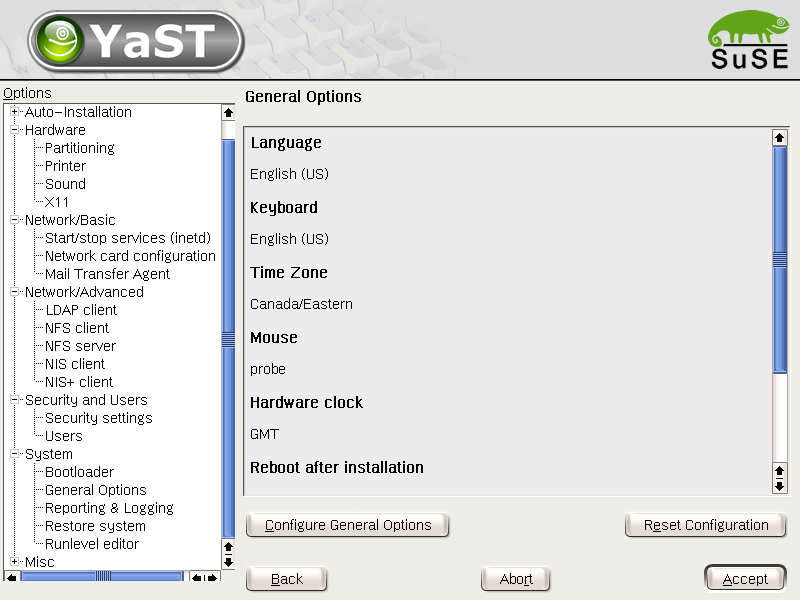 YaST
SuSE
Options
General Options
Auto-Installation
Hardware
Partitioning
Printer
Sound
X11
Network/Basic
Start/stop services (inetd)
Network card configuration
Mail Transfer Agent
Network/Advanced
LDAP client
NFS client
NFS server
NIS client
NIS+ client
Security and Users
Security settings
Users
System
Bootloader
General Options
Reporting & Logging
Restore system
Runlevel editor
Misc
Language
English (US)
Keyboard
English (US)
Time Zone
Canada/Eastern
Mouse
probe
Hardware clock
GMT
Reboot after installation
Configure General Options
Reset Configuration
Back
Abort
Accept